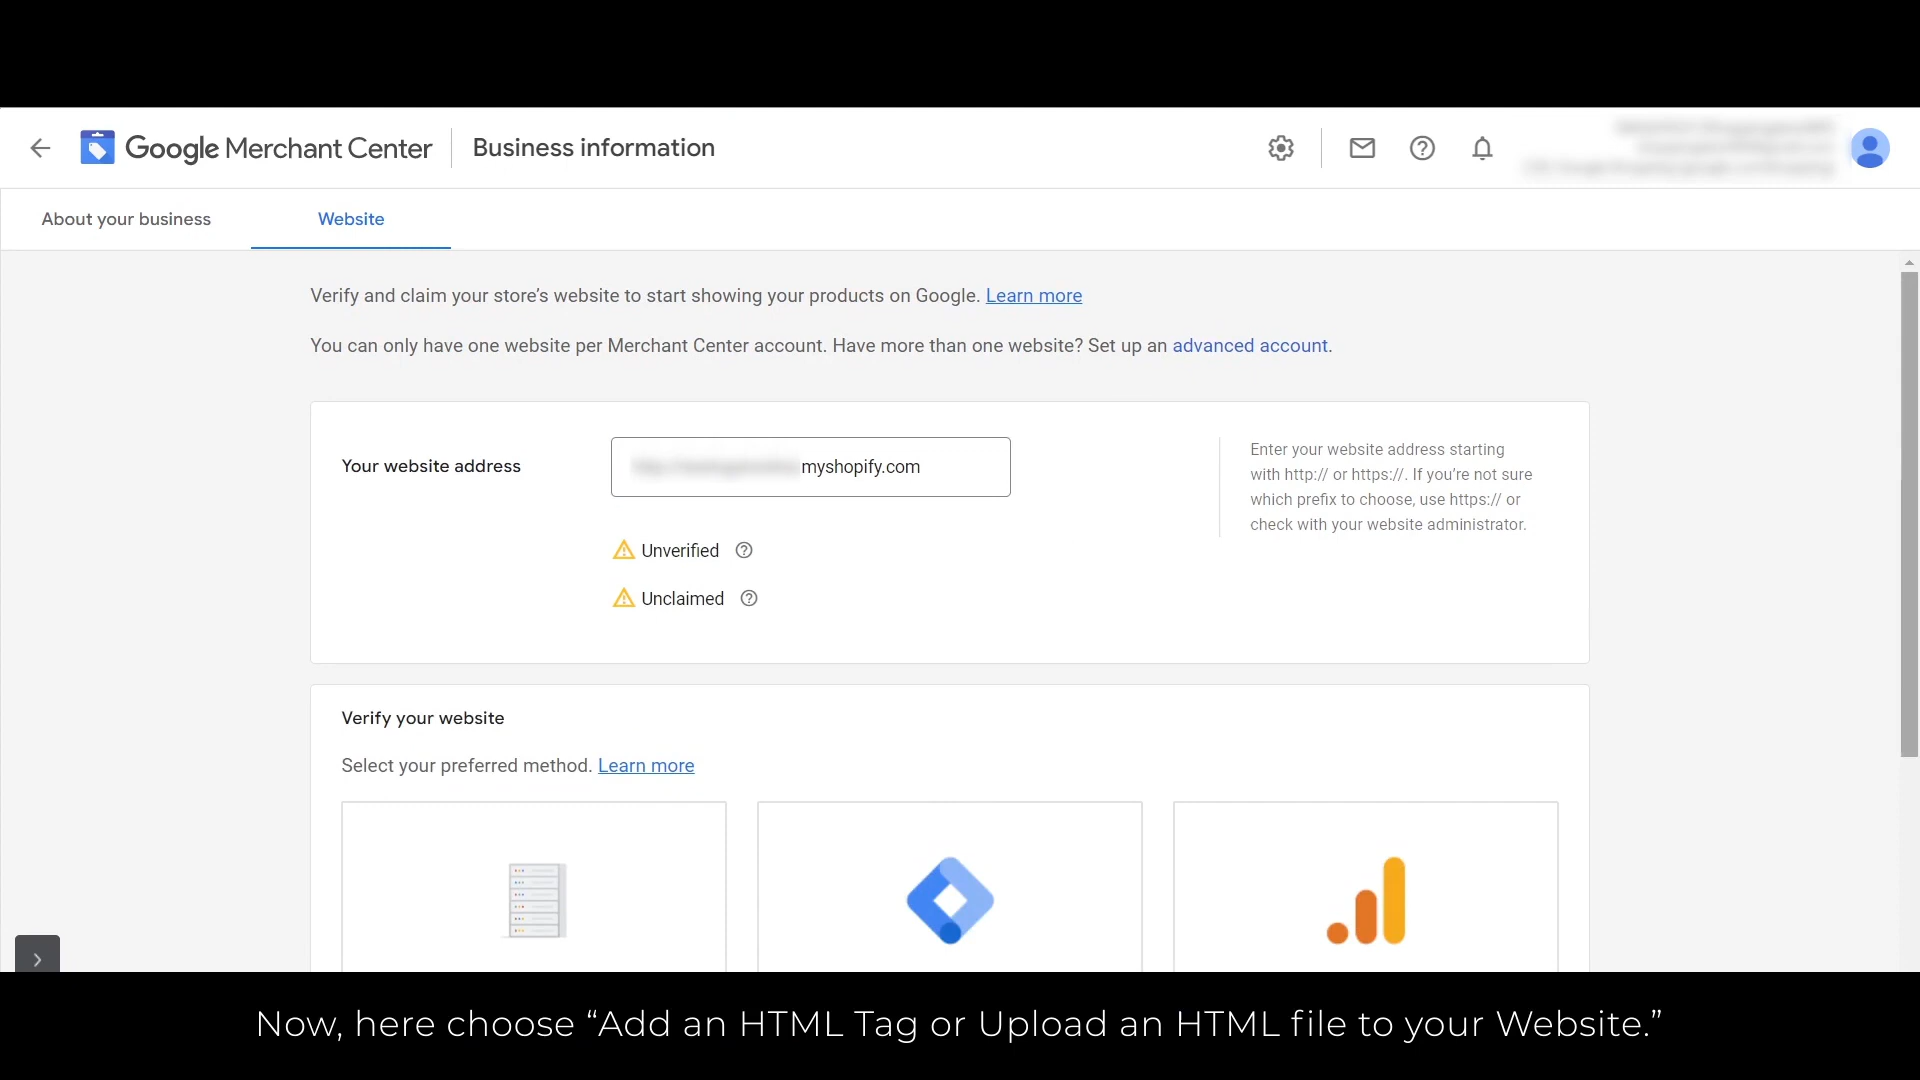 Google Merchant Center
Business information
About your business
Website
Verify and claim your store’s website to start showing your products on Google. Learn more
You can only have one website per Merchant Center account. Have more than one website? Set up an advanced account.
Your website address
myshopify.com
Enter your website address starting
with http:// or https://. If you’re not sure
which prefix to choose, use https:// or
check with your website administrator.
Unverified
Unclaimed
Verify your website
Select your preferred method. Learn more
Now, here choose “Add an HTML Tag or Upload an HTML file to your Website.”